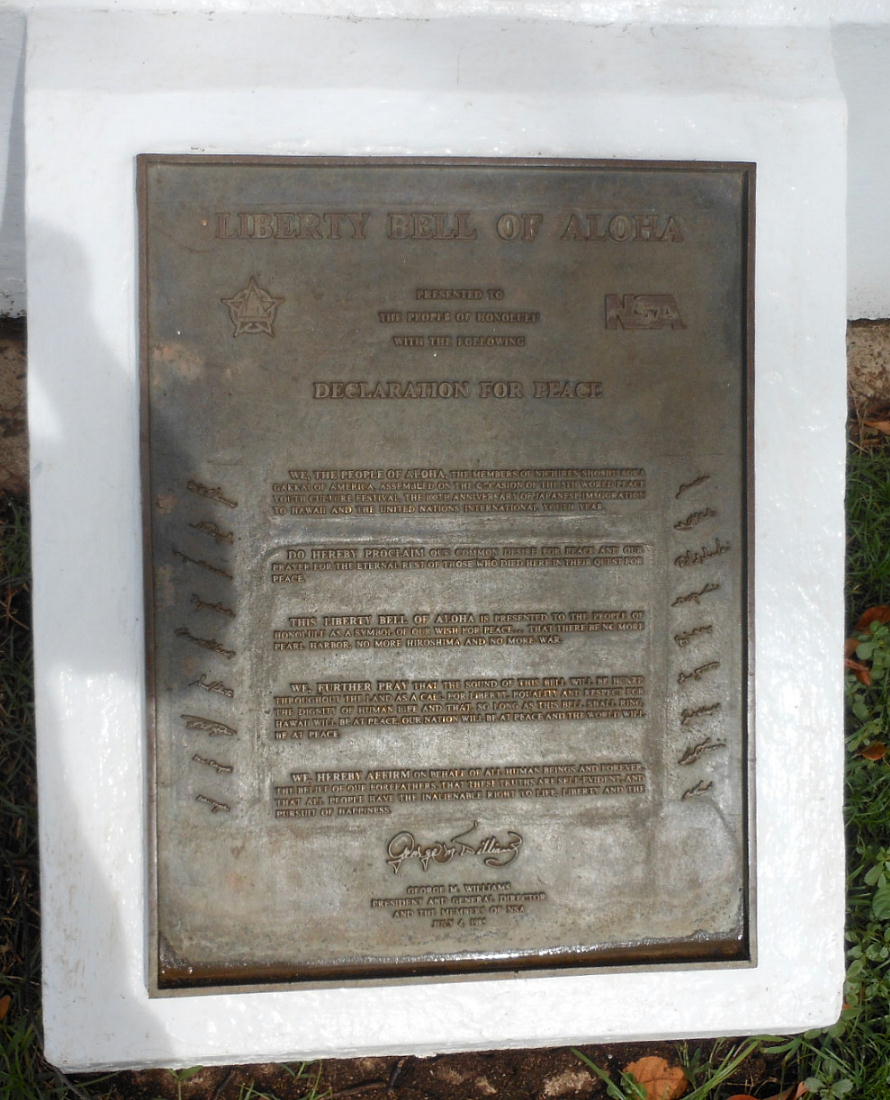 LIBERTY BELL OF ALOHA
PRESENTED TO
THE PEOPLE OF HONOLULU
NSA
WITH THE FOLLOWING
DECLARATION FOR PEACE
WE, THE PEOPLE OF ALOHA, THE MEMBERS OF NICHIREN SHOSHU SOKA
GAKKAI OF AMERICA, ASSEMBLED ON THE OCCASION OF THE 5TH WORLD PEACE
YOUTH CULTURE FESTIVAL, THE 100TH ANNIVERSARY OF JAPANESE IMMIGRATION
TO HAWAII AND THE UNITED NATIONS INTERNATIONAL YOUTH YEAR,
DO HEREBY PROCLAIM OUR COMMON DESIRE FOR PEACE AND OUR
PRAYER FOR THE ETERNAL REST OF THOSE WHO DIED HERE IN THEIR QUEST FOR
PEACE.
THIS LIBERTY BELL OF ALOHA IS PRESENTED TO THE PEOPLE OF
HONOLULU AS A SYMBOL OF OUR WISH FOR PEACE... THAT THERE BE NO MORE
PEARL HARBOR, NO MORE HIROSHIMA AND NO MORE WAR.
WE, FURTHER PRAY THAT THE SOUND OF THIS BELL WILL BE HEARD
THROUGHOUT THE LAND AS A CALL FOR LIBERTY, EQUALITY AND RESPECT FOR
THE DIGNITY OF HUMAN LIFE AND THAT, SO LONG AS THIS BELL SHALL RING,
HAWAII WILL BE AT PEACE, OUR NATION WILL BE AT PEACE AND THE WORLD WILL
BE AT PEACE.
WE, HEREBY AFFIRM ON BEHALF OF ALL HUMAN BEINGS AND FOREVER,
THE BELIEF OF OUR FOREFATHERS, THAT THESE TRUTHS ARE SELF-EVIDENT, AND
THAT ALL PEOPLE HAVE THE INALIENABLE RIGHT TO LIFE, LIBERTY AND THE
PURSUIT OF HAPPINESS.
George M. Williams
GEORGE M. WILLIAMS
PRESIDENT AND GENERAL DIRECTOR
AND THE MEMBERS OF NSA
JULY 4, 1985